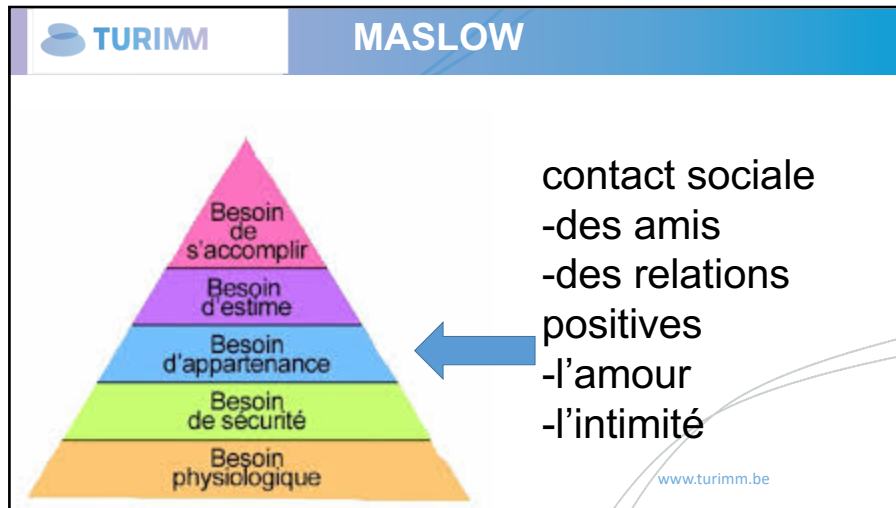 TURIMM
MASLOW
Besoin
de
s'accomplir
Besoin
d'estime
Besoin
d'appartenance
Besoin
de sécurité
Besoin
physiologique
contact sociale
-des amis
-des relations
positives
-l'amour
-l'intimité
www.turimm.be